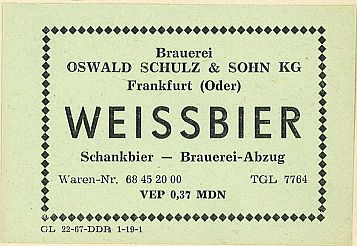 Brauerei
OSWALD SCHULZ & SOHN KG
Frankfurt (Oder)
WEISSBIER
Schankbier — Brauerei-Abzug
Waren-Nr. 68 45 20 00 TGL 7764
VEP 0,37 MDN
GL 22-67-DDR 1-19-1